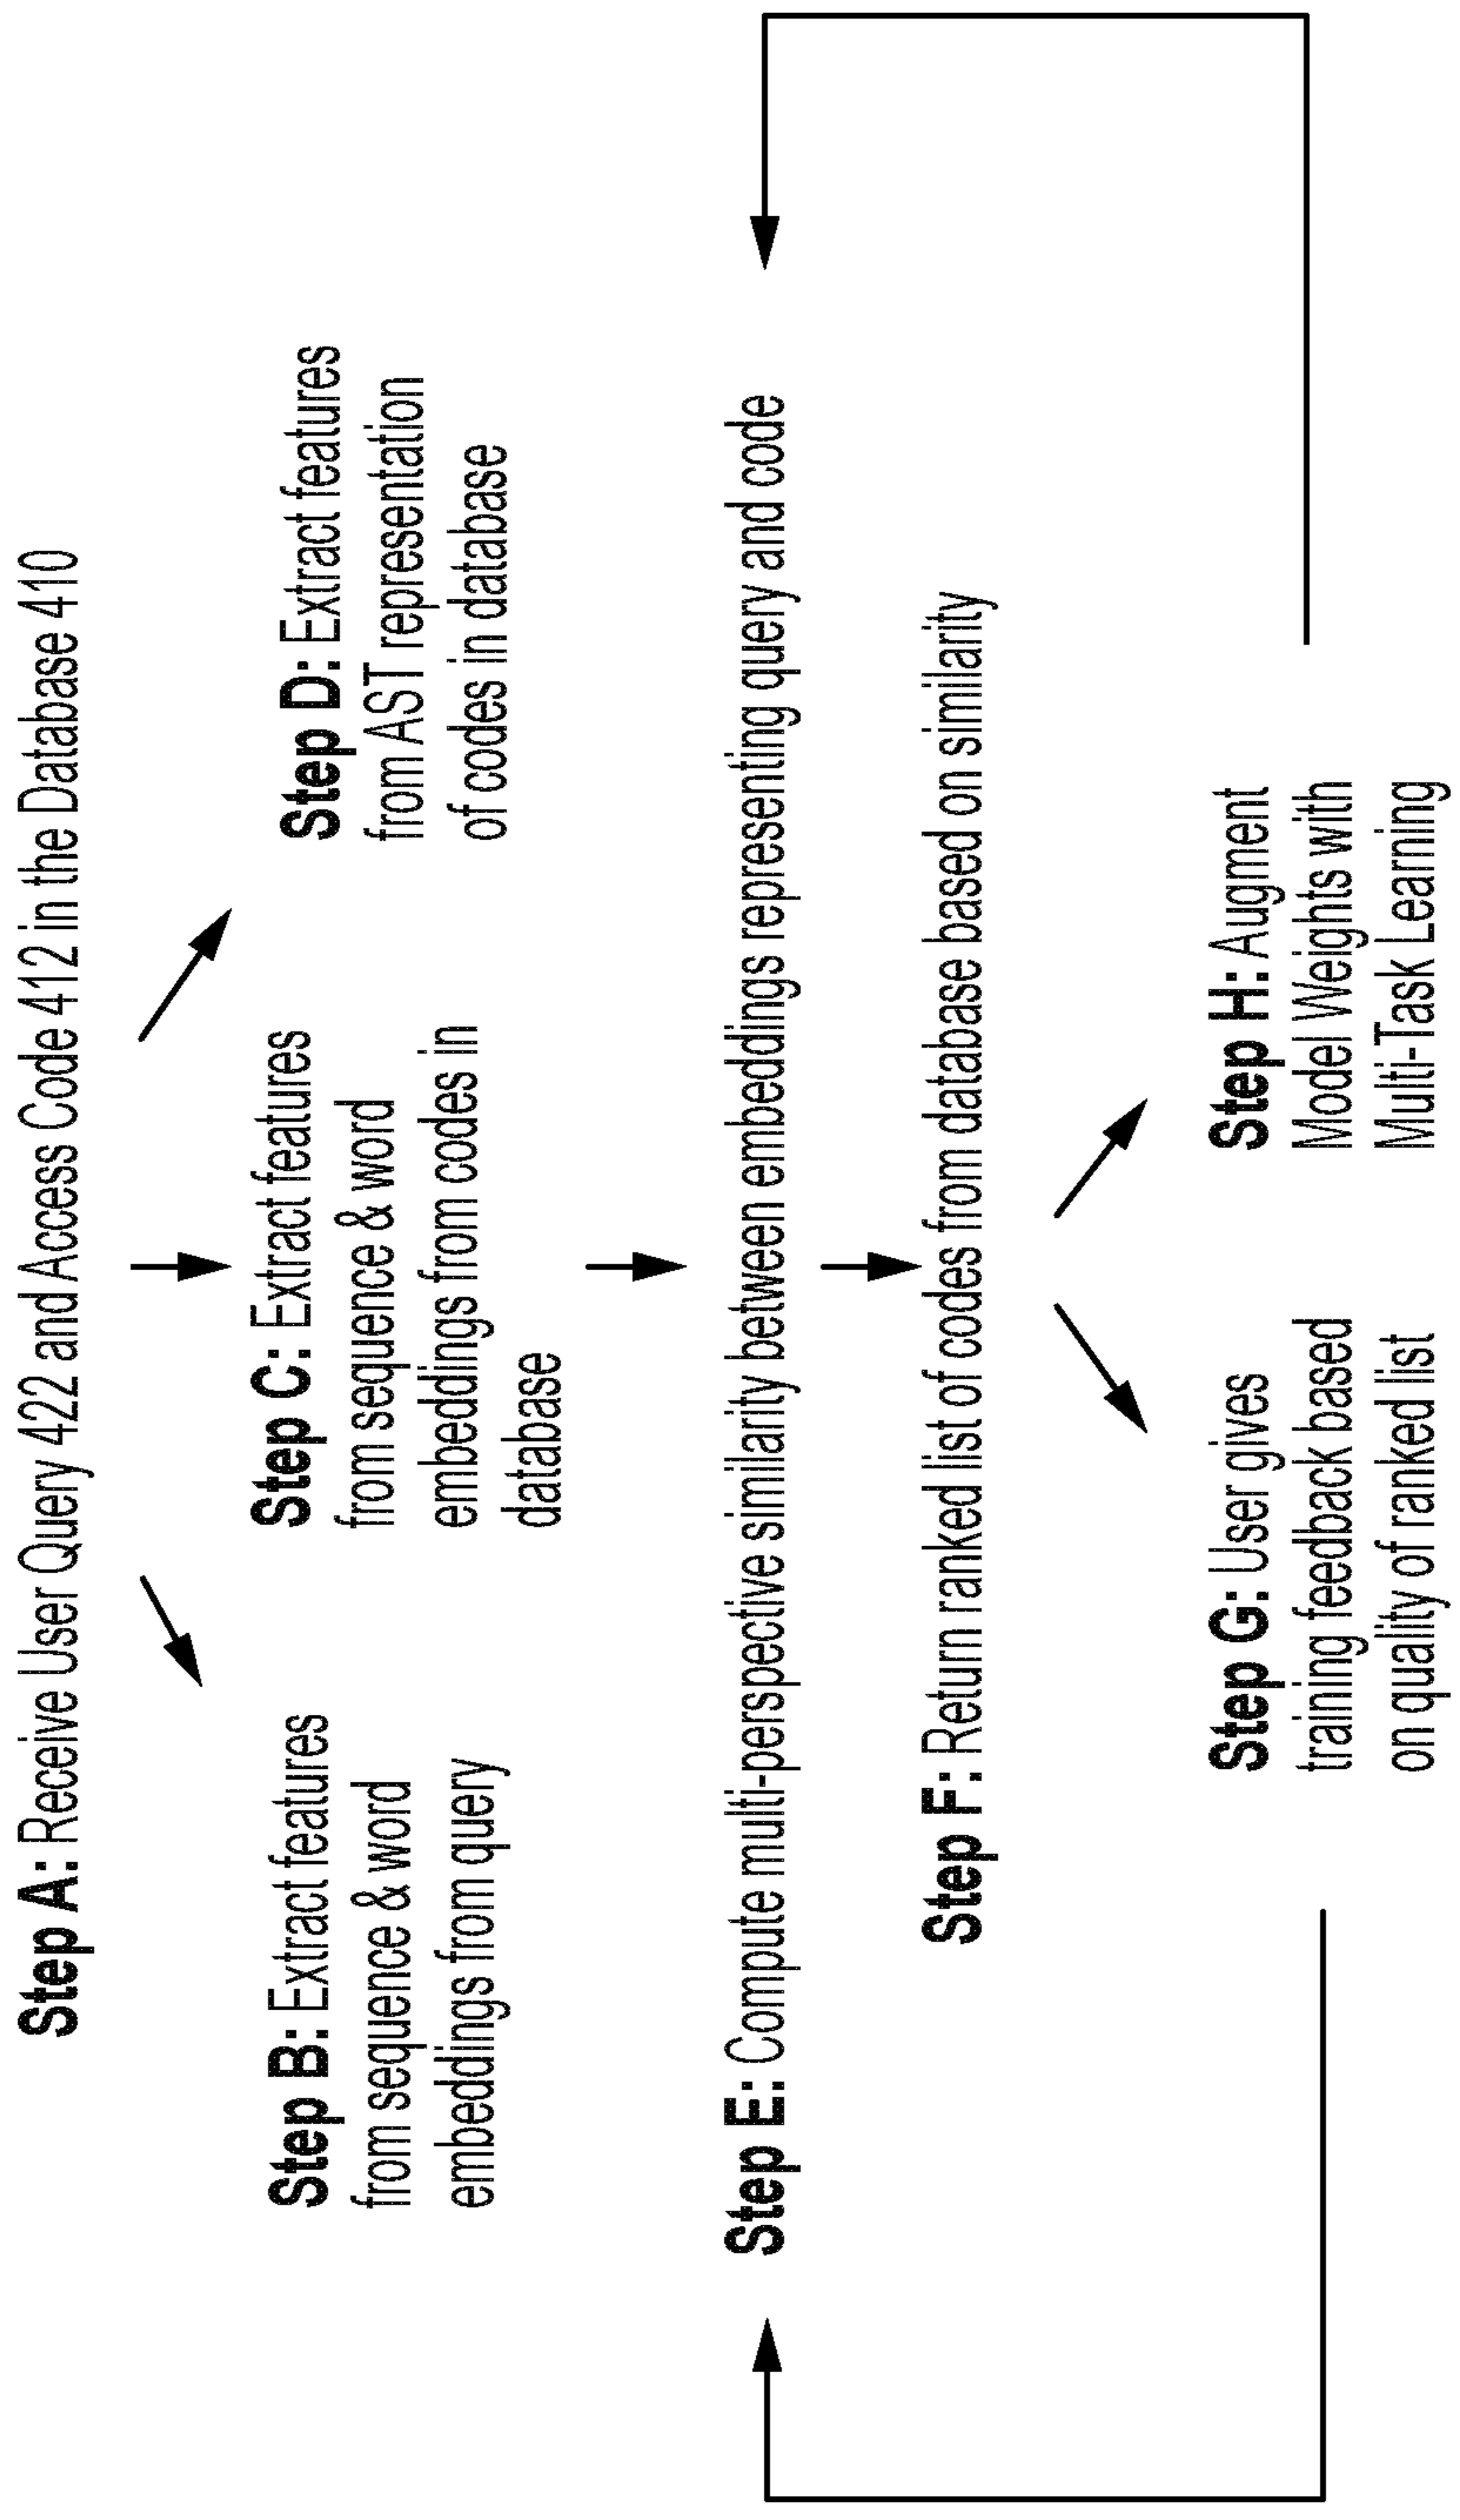 Step A: Receive User Query 422 and Access Code 412 in the Database 410
Step B: Extract features
from sequence & word
embeddings from query
Step C: Extract features
from sequence & word
embeddings from codes in
database
Step D: Extract features
from AST representation
of codes in database
Step E: Compute multi-perspective similarity between embeddings representing query and code
Step F: Return ranked list of codes from database based on similarity
Step G: User gives
training feedback based
on quality of ranked list
Step H: Augment
Model Weights with
Multi-Task Learning